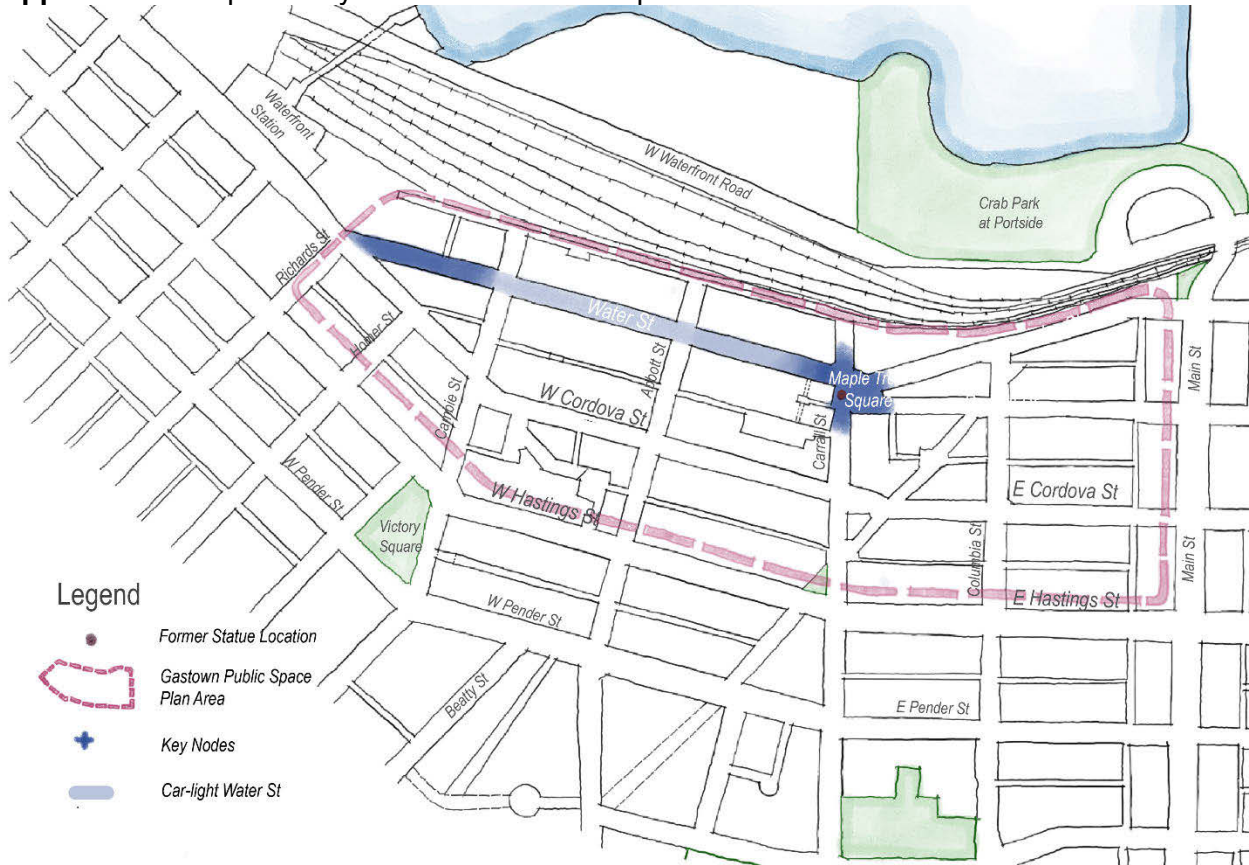 Waterfront
Station
W Waterfront Road
Crab Park
at Portside
Richards St
Homer St
Water St
Abbott St
Cambie St
W Cordova St
Maple Tre
Square
Carrall St
Main St
W Pender St
W Hastings St
E Cordova St
Victory
Square
Columbia St
Main St
E Hastings St
W Pender St
Beatty St
E Pender St
Legend
Former Statue Location
Gastown Public Space
Plan Area
Key Nodes
Car-light Water St